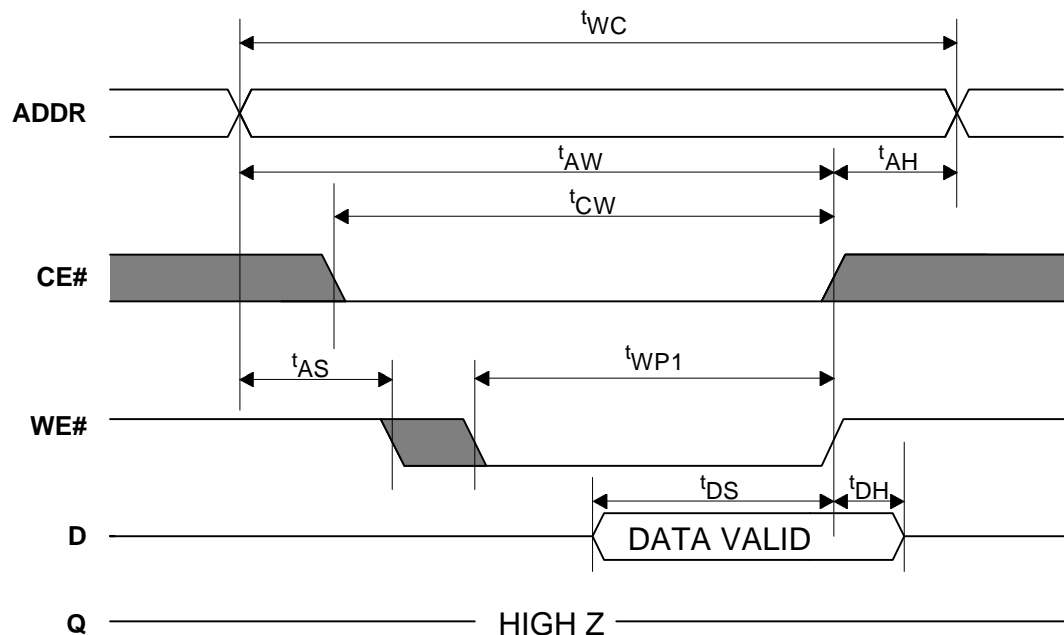 tWC
ADDR
tAW
tAH
tCW
CE#
tAS
tWP1
WE#
tDS
tDH
D
DATA VALID
Q
HIGH Z